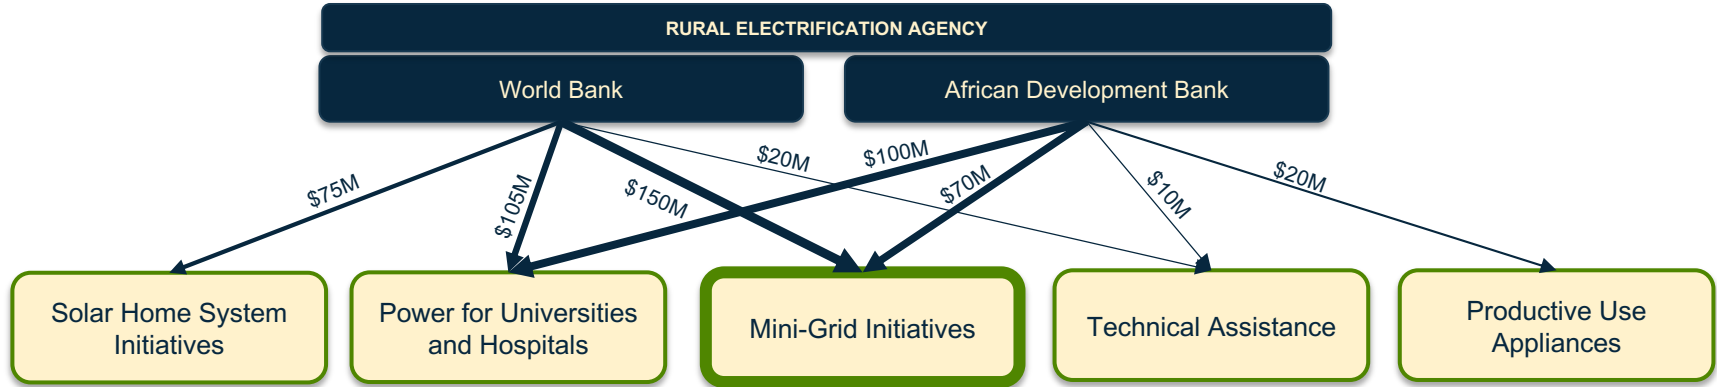 RURAL ELECTRIFICATION AGENCY
World Bank
African Development Bank
$75M
$105M
$150M
$20M
$100M
$70M
$10M
$20M
Solar Home System
Initiatives
Power for Universities
and Hospitals
Mini-Grid Initiatives
Technical Assistance
Productive Use
Appliances